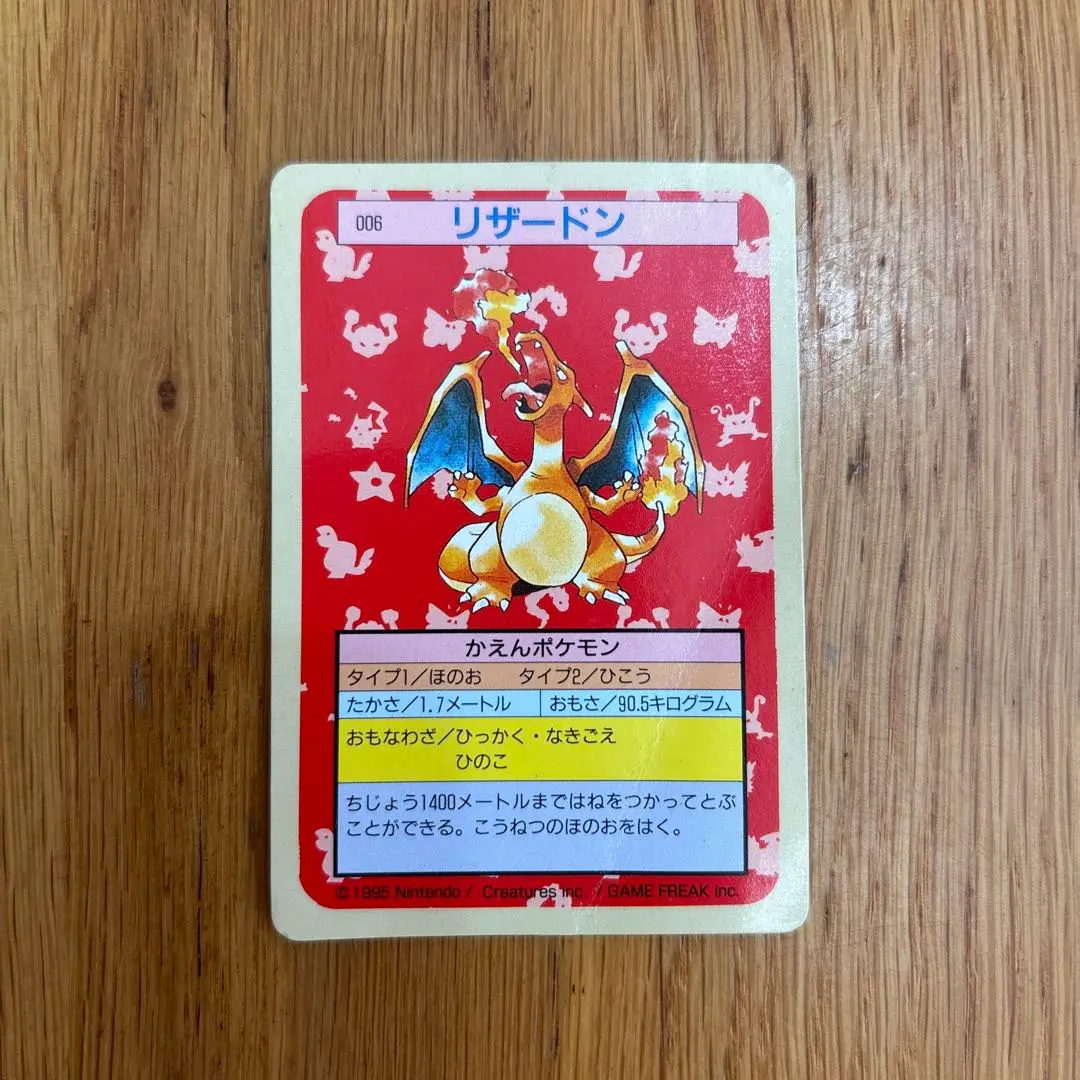 006 リザードン
かえんポケモン
タイプ1／ほのお タイプ2／ひこう
たかさ／1.7メートル おもさ／90.5キログラム
おもなわざ／ひっかく・なきごえ
ひのこ
ちじょう1400メートルまではねをつかってとぶ
ことができる。こうねつのほのおをはく。
©1995 Nintendo / Creatures inc. / GAME FREAK inc.